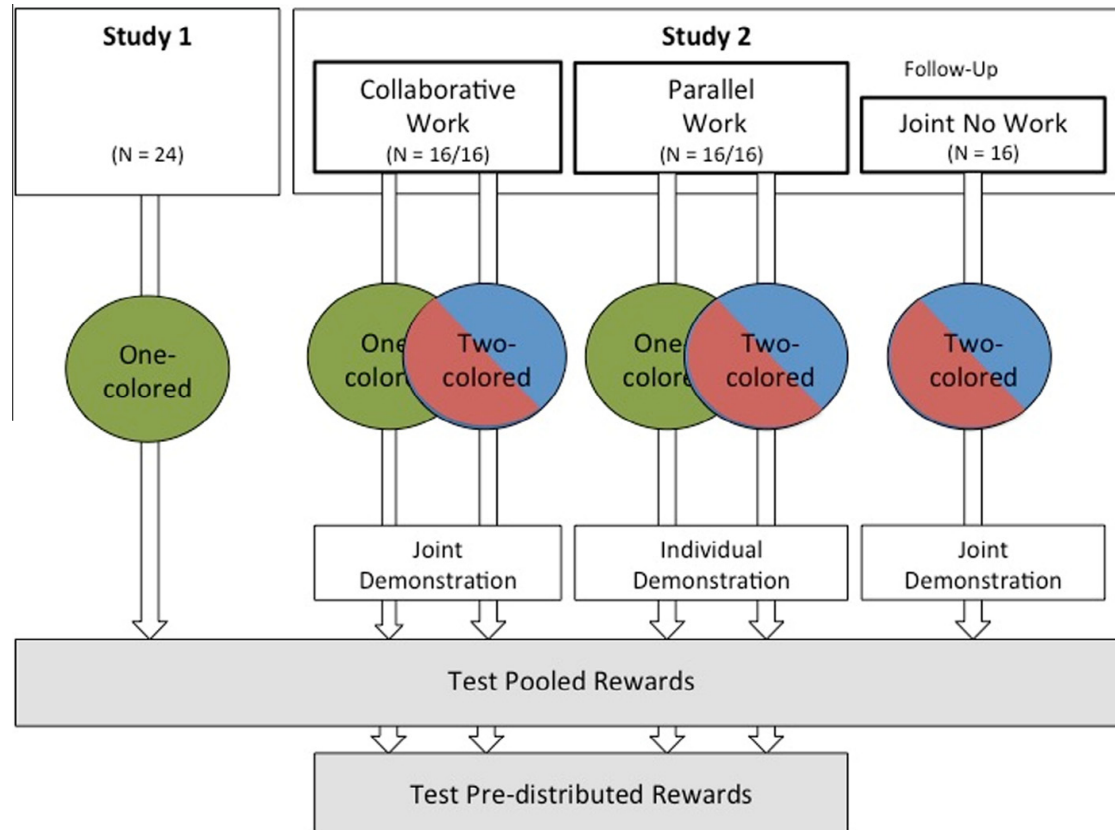 Study 1
(N = 24)
Study 2
Collaborative
Work
(N = 16/16)
Parallel
Work
(N = 16/16)
Follow-Up
Joint No Work
(N = 16)
One-
colored
One
colore
Two-
colored
One
colore
Two-
colored
Two-
colored
Joint
Demonstration
Individual
Demonstration
Joint
Demonstration
Test Pooled Rewards
Test Pre-distributed Rewards